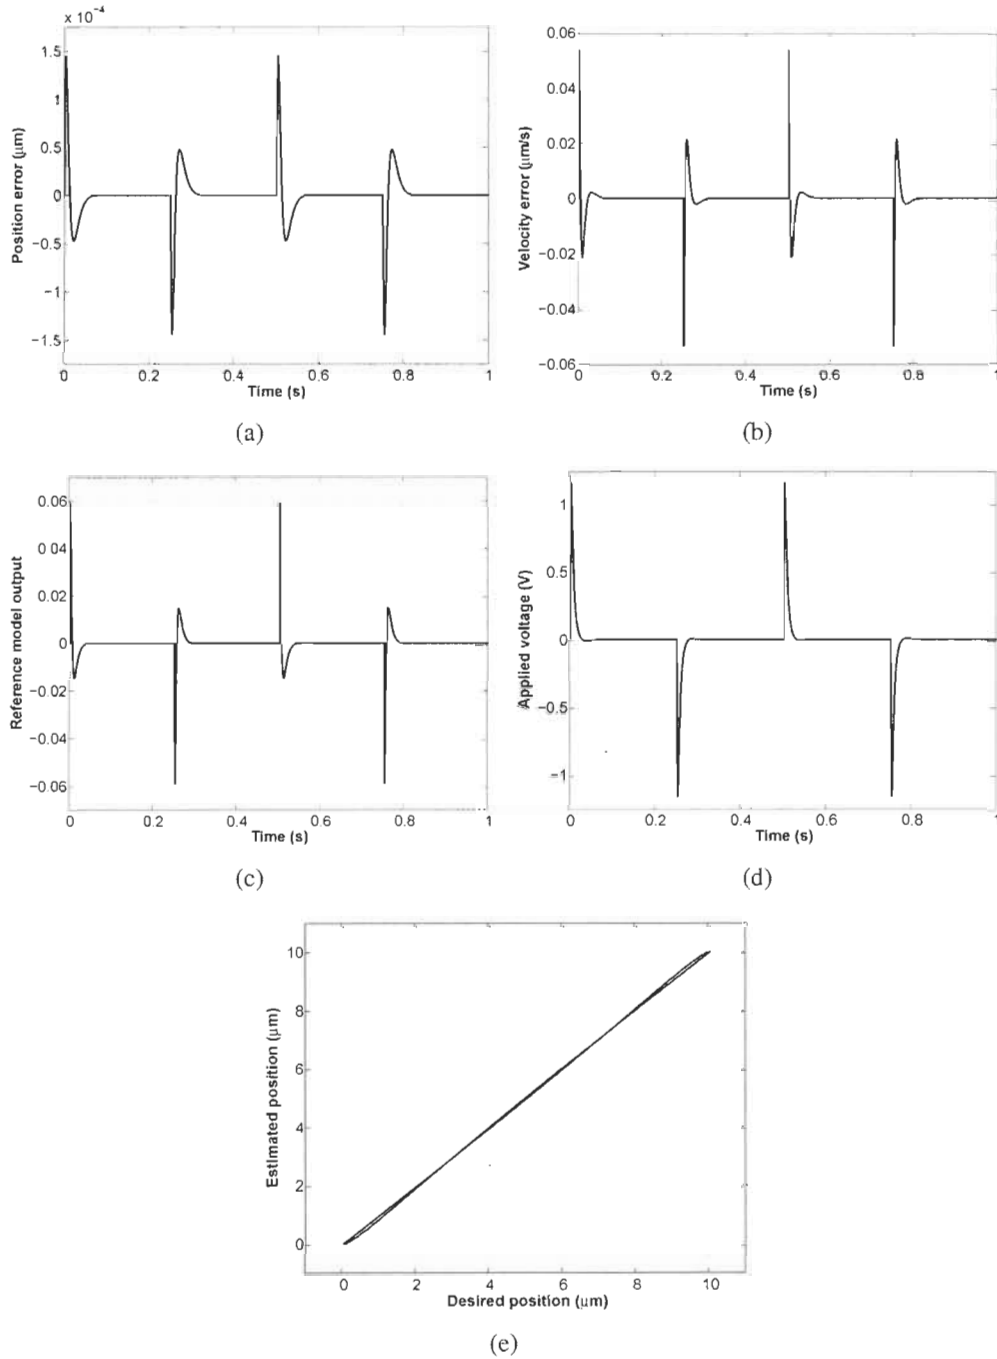 x 10⁻⁴
1.5
1
0.5
0
−0.5
−1
−1.5
Position error (μm)
0 0.2 0.4 0.6 0.8 1
Time (s)
(a)
0.06
0.04
0.02
0
−0.02
−0.04
−0.06
Velocity error (μm/s)
0 0.2 0.4 0.6 0.8 1
Time (s)
(b)
0.06
0 04
0.02
0
−0.02
−0.04
−0.06
Reference model output
0 0.2 0.4 0.6 0.8 1
Time (s)
(c)
1
0.5
0
−0.5
−1
Applied voltage (V)
0 0.2 0.4 0.6 0.8 1
Time (s)
(d)
10
8
6
4
2
0
Estimated position (μm)
0 2 4 6 8 10
Desired position (μm)
(e)